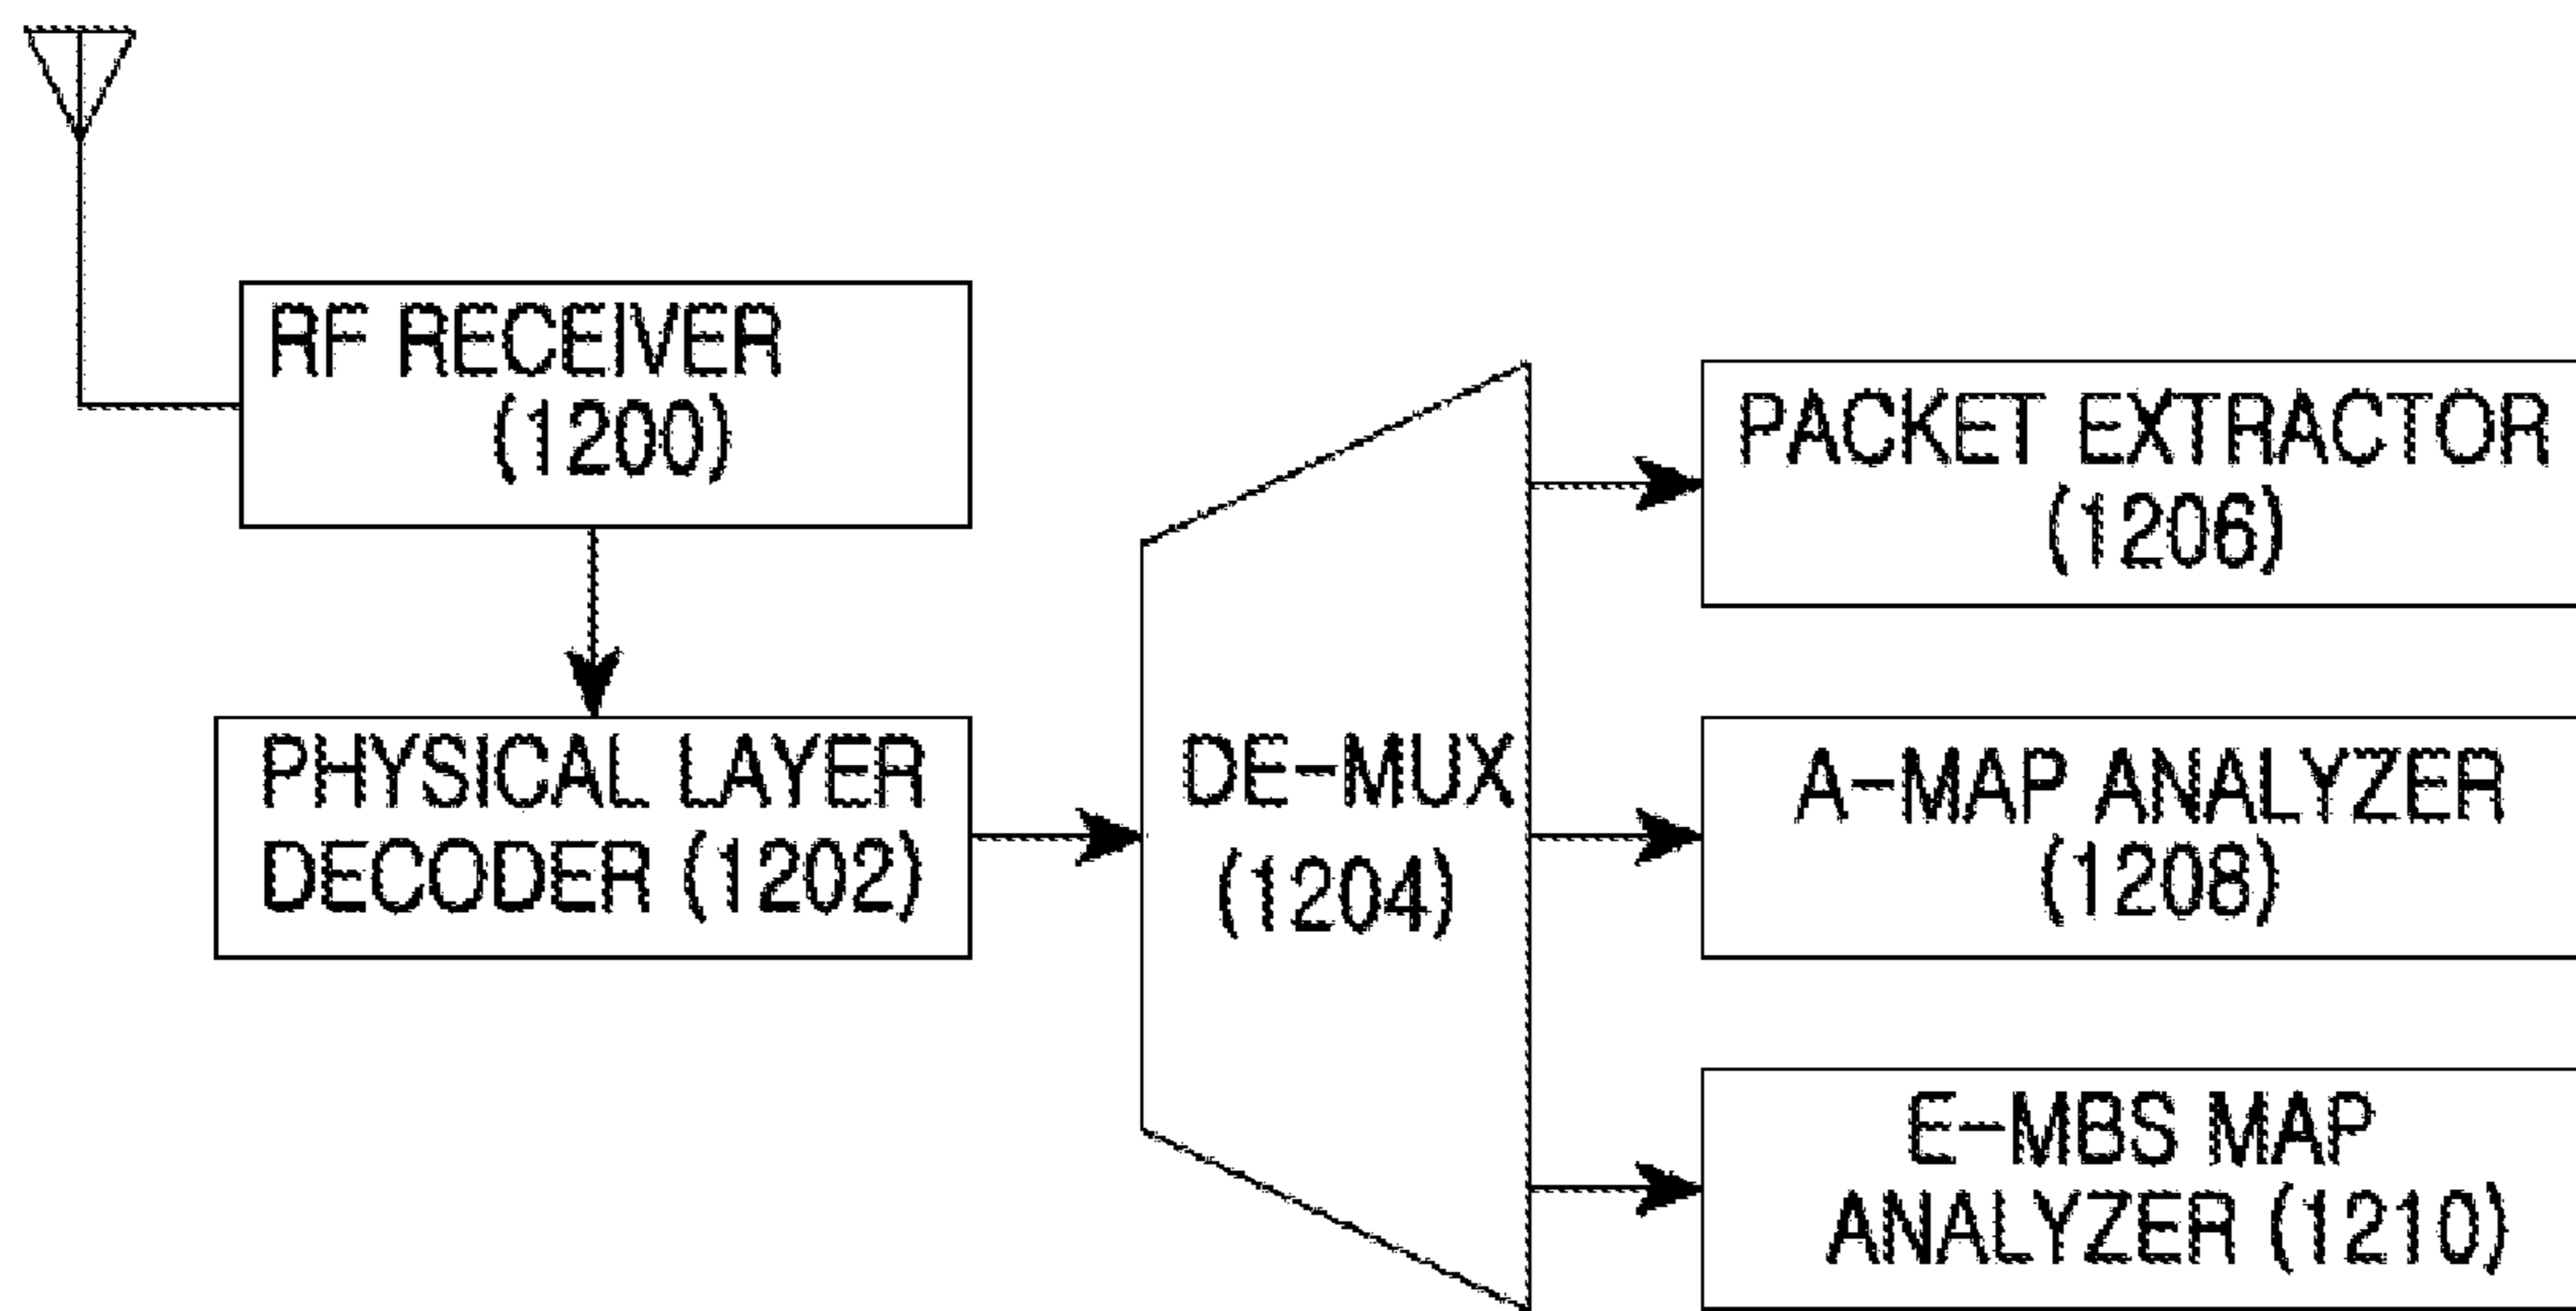 RF RECEIVER
(1200)
PHYSICAL LAYER
DECODER (1202)
DE-MUX
(1204)
PACKET EXTRACTOR
(1206)
A-MAP ANALYZER
(1208)
E-MBS MAP
ANALYZER (1210)